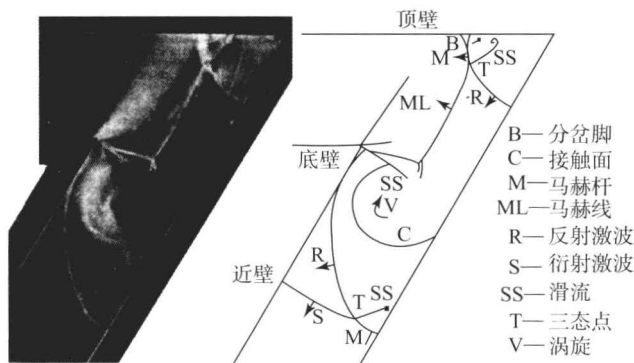 顶壁
B
M
SS
T
R
ML
底壁
SS
V
C
近壁
R
T
SS
S
M
B—分岔脚
C—接触面
M—马赫杆
ML—马赫线
R—反射激波
S—衍射激波
SS—滑流
T—三态点
V—涡旋